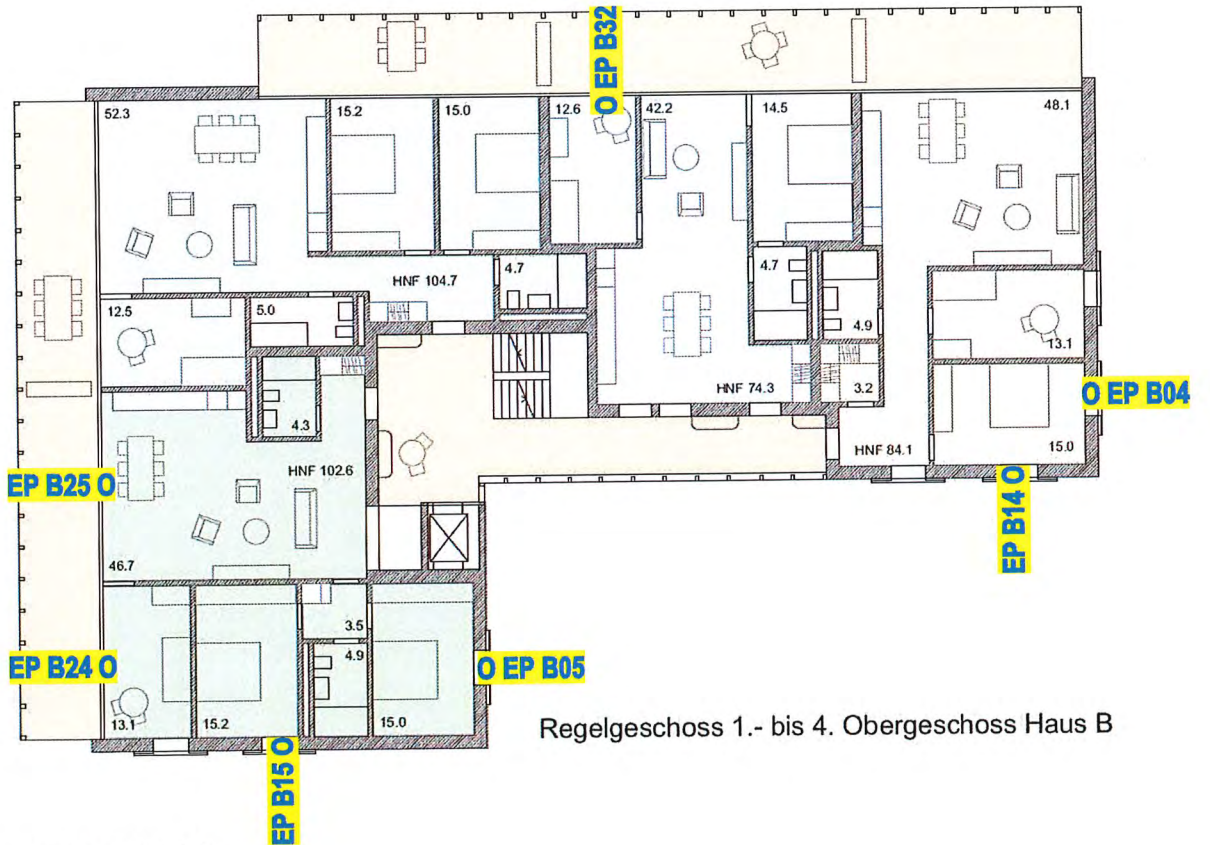 O EP B32
52.3
15.2
15.0
12.6
42.2
14.5
48.1
HNF 104.7
4.7
4.7
12.5
5.0
4.9
13.1
HNF 74.3
3.2
O EP B04
4.3
HNF 102.6
HNF 84.1
15.0
EP B25 O
EP B14 O
46.7
3.5
4.9
EP B24 O
O EP B05
13.1
15.2
15.0
Regelgeschoss 1.- bis 4. Obergeschoss Haus B
EP B15 O